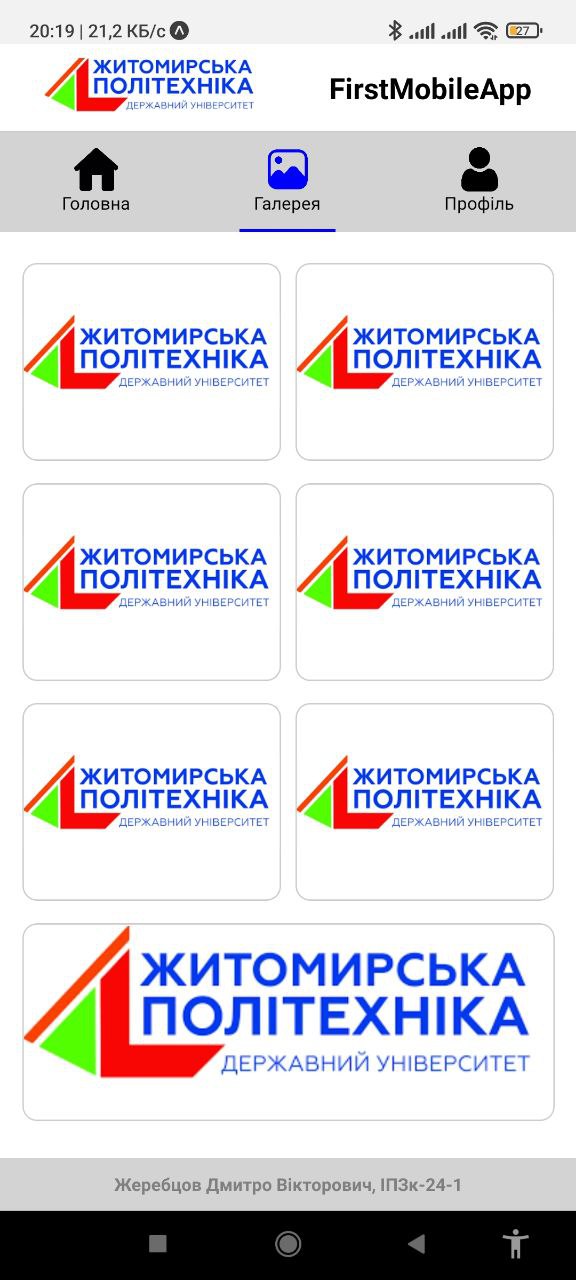 20:19 | 21,2 КБ/с
27
ЖИТОМИРСЬКА
ПОЛІТЕХНІКА
ДЕРЖАВНИЙ УНІВЕРСИТЕТ
FirstMobileApp
Головна
Галерея
Профіль
ЖИТОМИРСЬКА
ПОЛІТЕХНІКА
ДЕРЖАВНИЙ УНІВЕРСИТЕТ
ЖИТОМИРСЬКА
ПОЛІТЕХНІКА
ДЕРЖАВНИЙ УНІВЕРСИТЕТ
ЖИТОМИРСЬКА
ПОЛІТЕХНІКА
ДЕРЖАВНИЙ УНІВЕРСИТЕТ
ЖИТОМИРСЬКА
ПОЛІТЕХНІКА
ДЕРЖАВНИЙ УНІВЕРСИТЕТ
ЖИТОМИРСЬКА
ПОЛІТЕХНІКА
ДЕРЖАВНИЙ УНІВЕРСИТЕТ
ЖИТОМИРСЬКА
ПОЛІТЕХНІКА
ДЕРЖАВНИЙ УНІВЕРСИТЕТ
ЖИТОМИРСЬКА
ПОЛІТЕХНІКА
ДЕРЖАВНИЙ УНІВЕРСИТЕТ
Жеребцов Дмитро Вікторович, ІПЗк-24-1